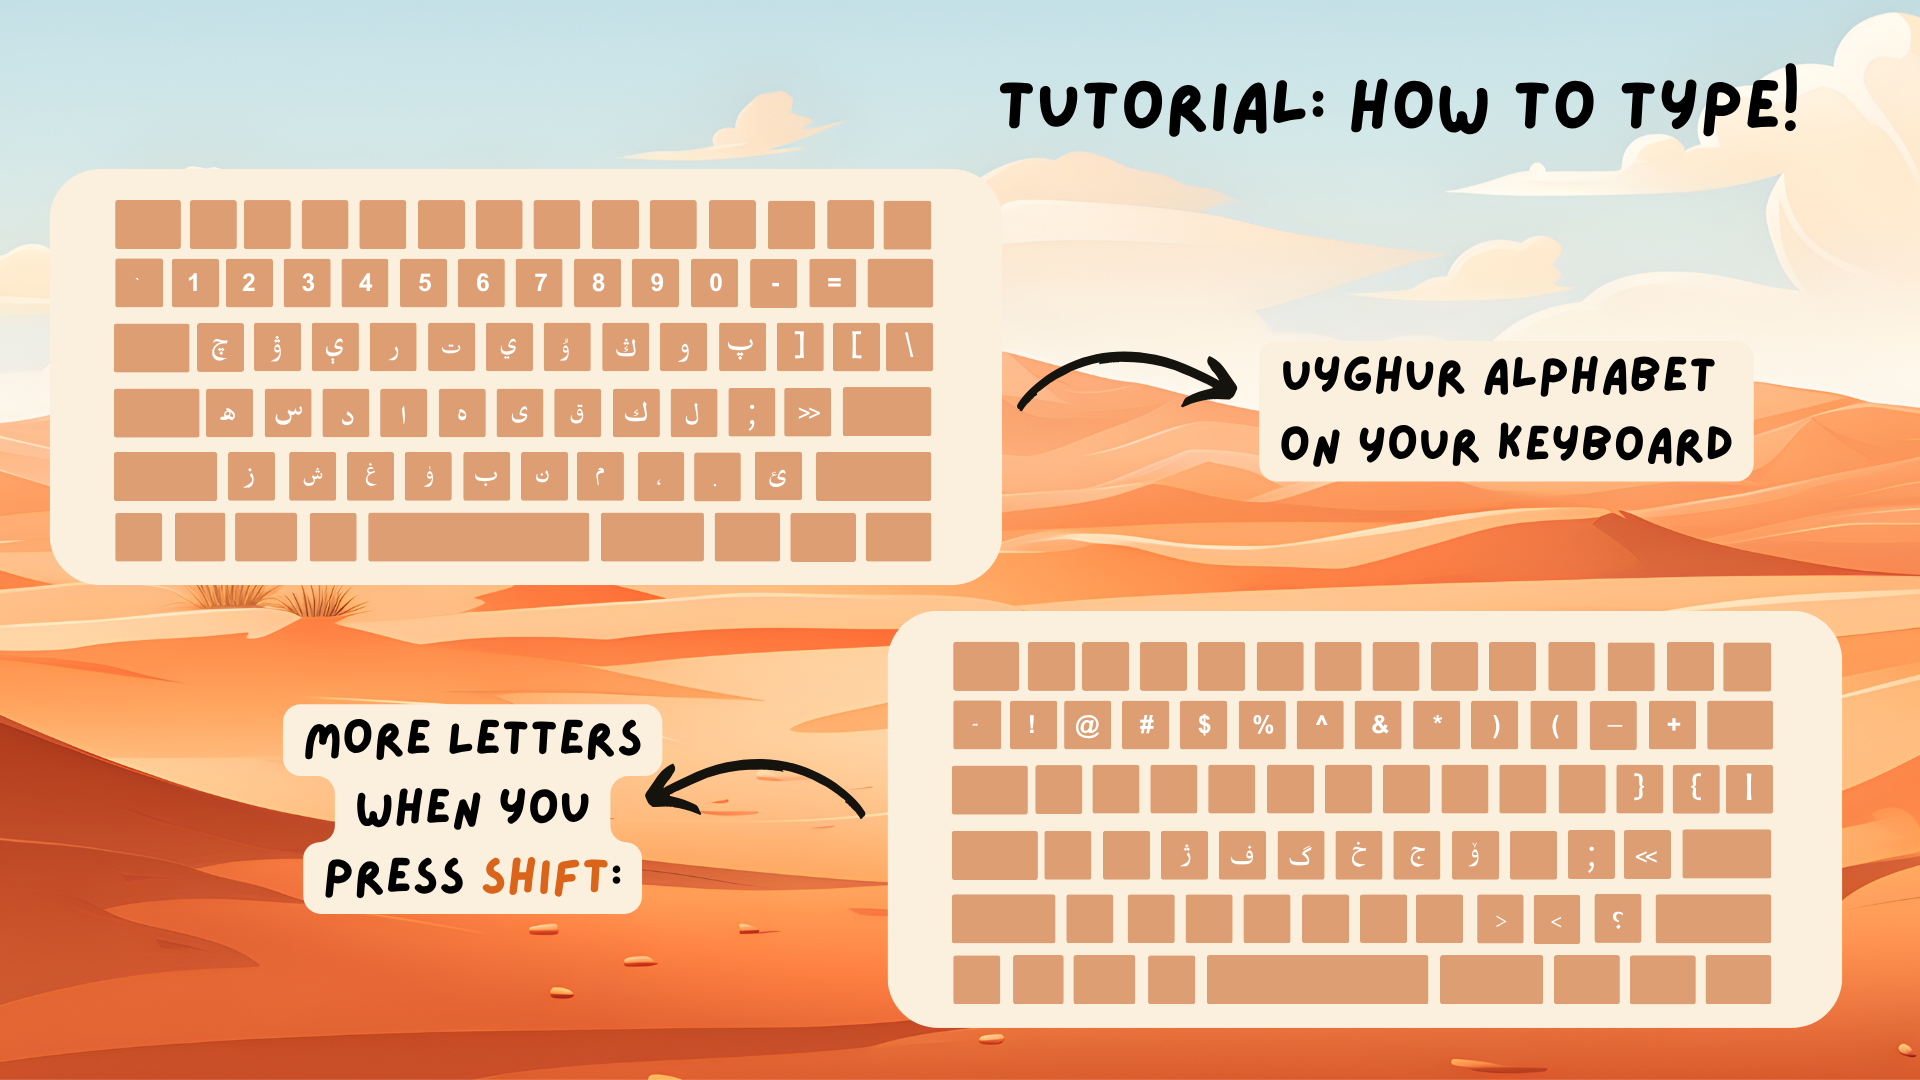 TUTORIAL: HOW TO TYPE!
` 1 2 3 4 5 6 7 8 9 0 - =
چ ۋ ې ر ت ي ۇ ڭ و پ ] [ \
ھ س د ا ە ى ق ك ل ; »
ز ش غ ۈ ب ن م ، . ئ
UYGHUR ALPHABET
ON YOUR KEYBOARD
MORE LETTERS
WHEN YOU
PRESS SHIFT:
- ! @ # $ % ^ & * ) ( — +
} { |
ژ ف گ خ ج ۆ ; «
> < ؟